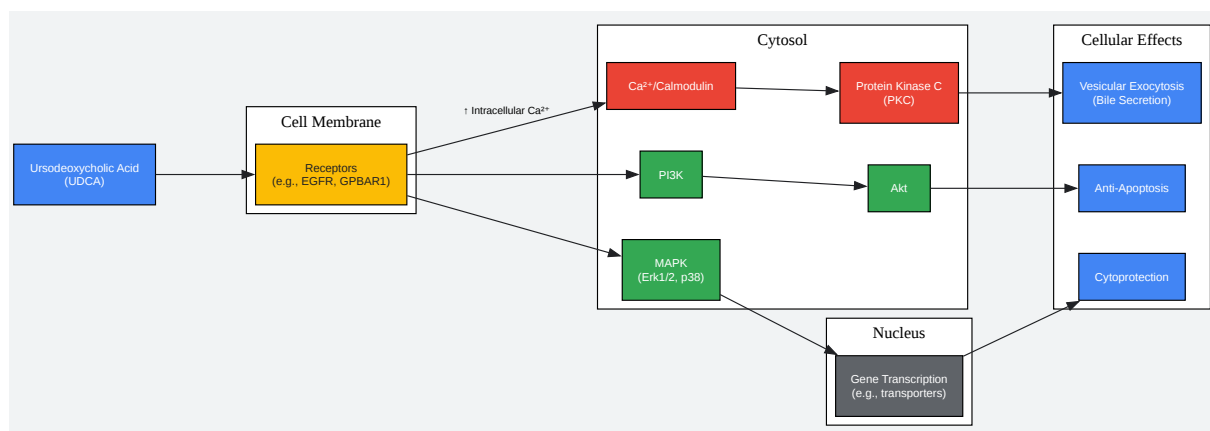 Cytosol
Cellular Effects
Ca²⁺/Calmodulin
Protein Kinase C
(PKC)
Vesicular Exocytosis
(Bile Secretion)
↑ Intracellular Ca²⁺
Cell Membrane
Ursodeoxycholic Acid
(UDCA)
Receptors
(e.g., EGFR, GPBAR1)
PI3K
Akt
Anti-Apoptosis
MAPK
(Erk1/2, p38)
Cytoprotection
Nucleus
Gene Transcription
(e.g., transporters)